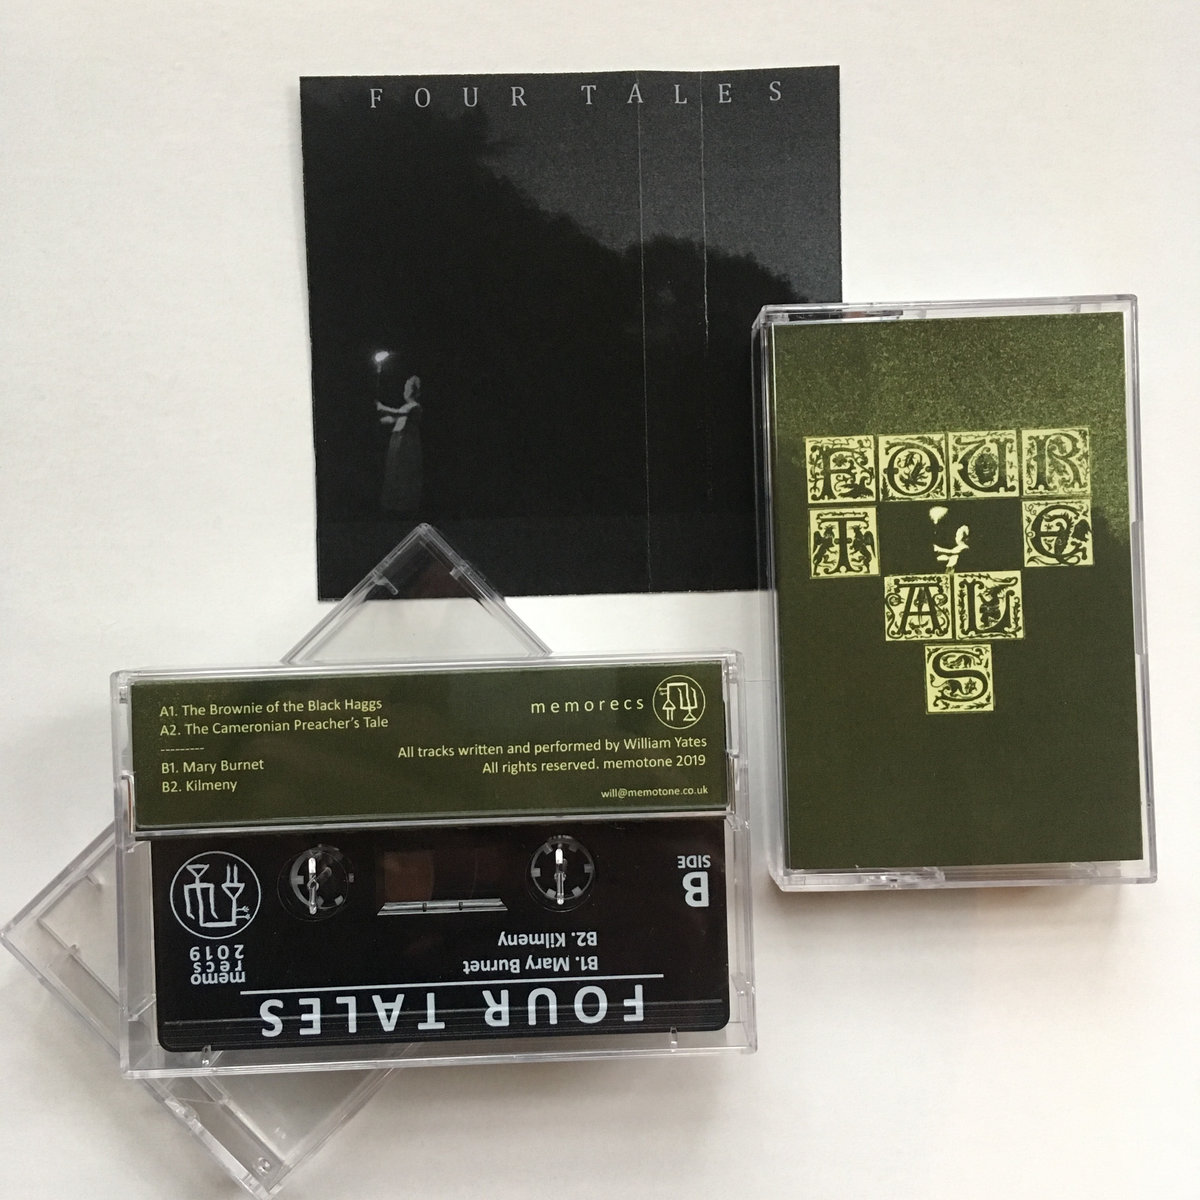 FOUR TALES
FOUR
T E
AL
S
A1. The Brownie of the Black Haggs
A2. The Cameronian Preacher's Tale
---------
B1. Mary Burnet
B2. Kilmeny
memorecs
All tracks written and performed by William Yates
All rights reserved. memotone 2019
will@memotone.co.uk
FOUR TALES
B1. Mary Burnet
B2. Kilmeny
B
SIDE
memo
recs
2019